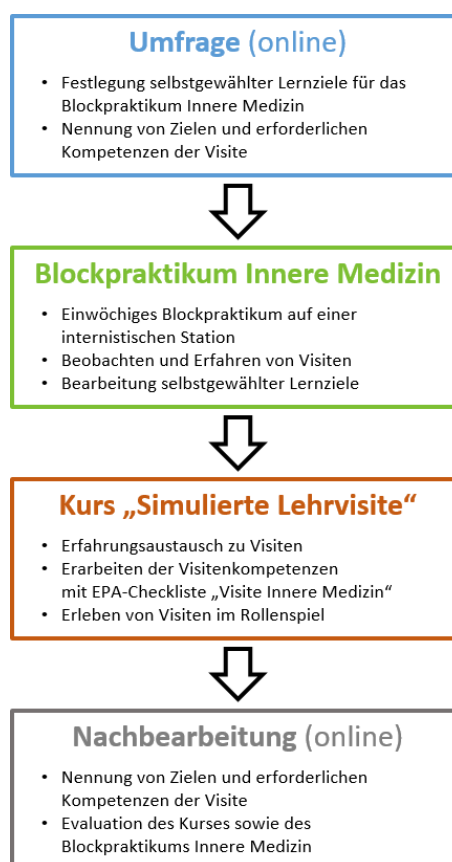 Umfrage (online)
• Festlegung selbstgewählter Lernziele für das
Blockpraktikum Innere Medizin
• Nennung von Zielen und erforderlichen
Kompetenzen der Visite
Blockpraktikum Innere Medizin
• Einwöchiges Blockpraktikum auf einer
internistischen Station
• Beobachten und Erfahren von Visiten
• Bearbeitung selbstgewählter Lernziele
Kurs „Simulierte Lehrvisite“
• Erfahrungsaustausch zu Visiten
• Erarbeiten der Visitenkompetenzen
mit EPA-Checkliste „Visite Innere Medizin“
• Erleben von Visiten im Rollenspiel
Nachbearbeitung (online)
• Nennung von Zielen und erforderlichen
Kompetenzen der Visite
• Evaluation des Kurses sowie des
Blockpraktikums Innere Medizin